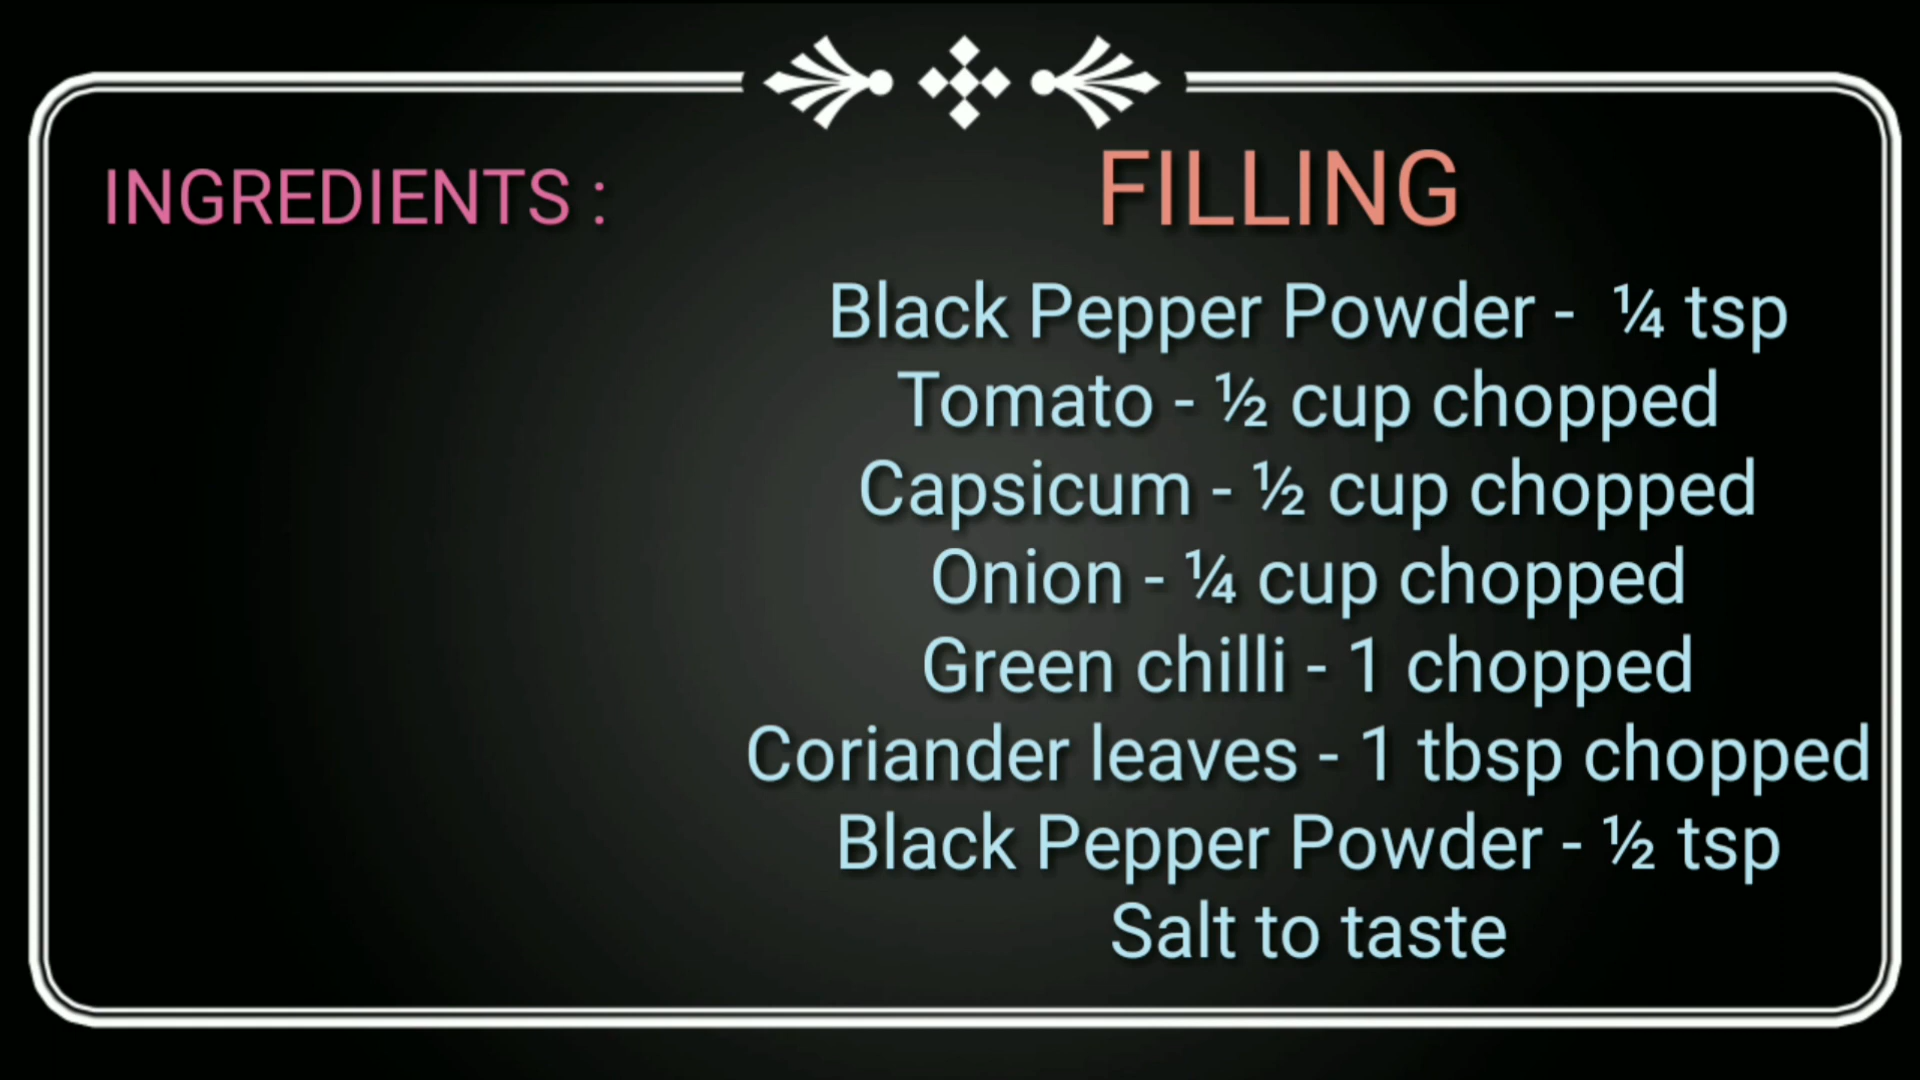 INGREDIENTS :
FILLING
Black Pepper Powder - ¼ tsp
Tomato - ½ cup chopped
Capsicum - ½ cup chopped
Onion - ¼ cup chopped
Green chilli - 1 chopped
Coriander leaves - 1 tbsp chopped
Black Pepper Powder - ½ tsp
Salt to taste